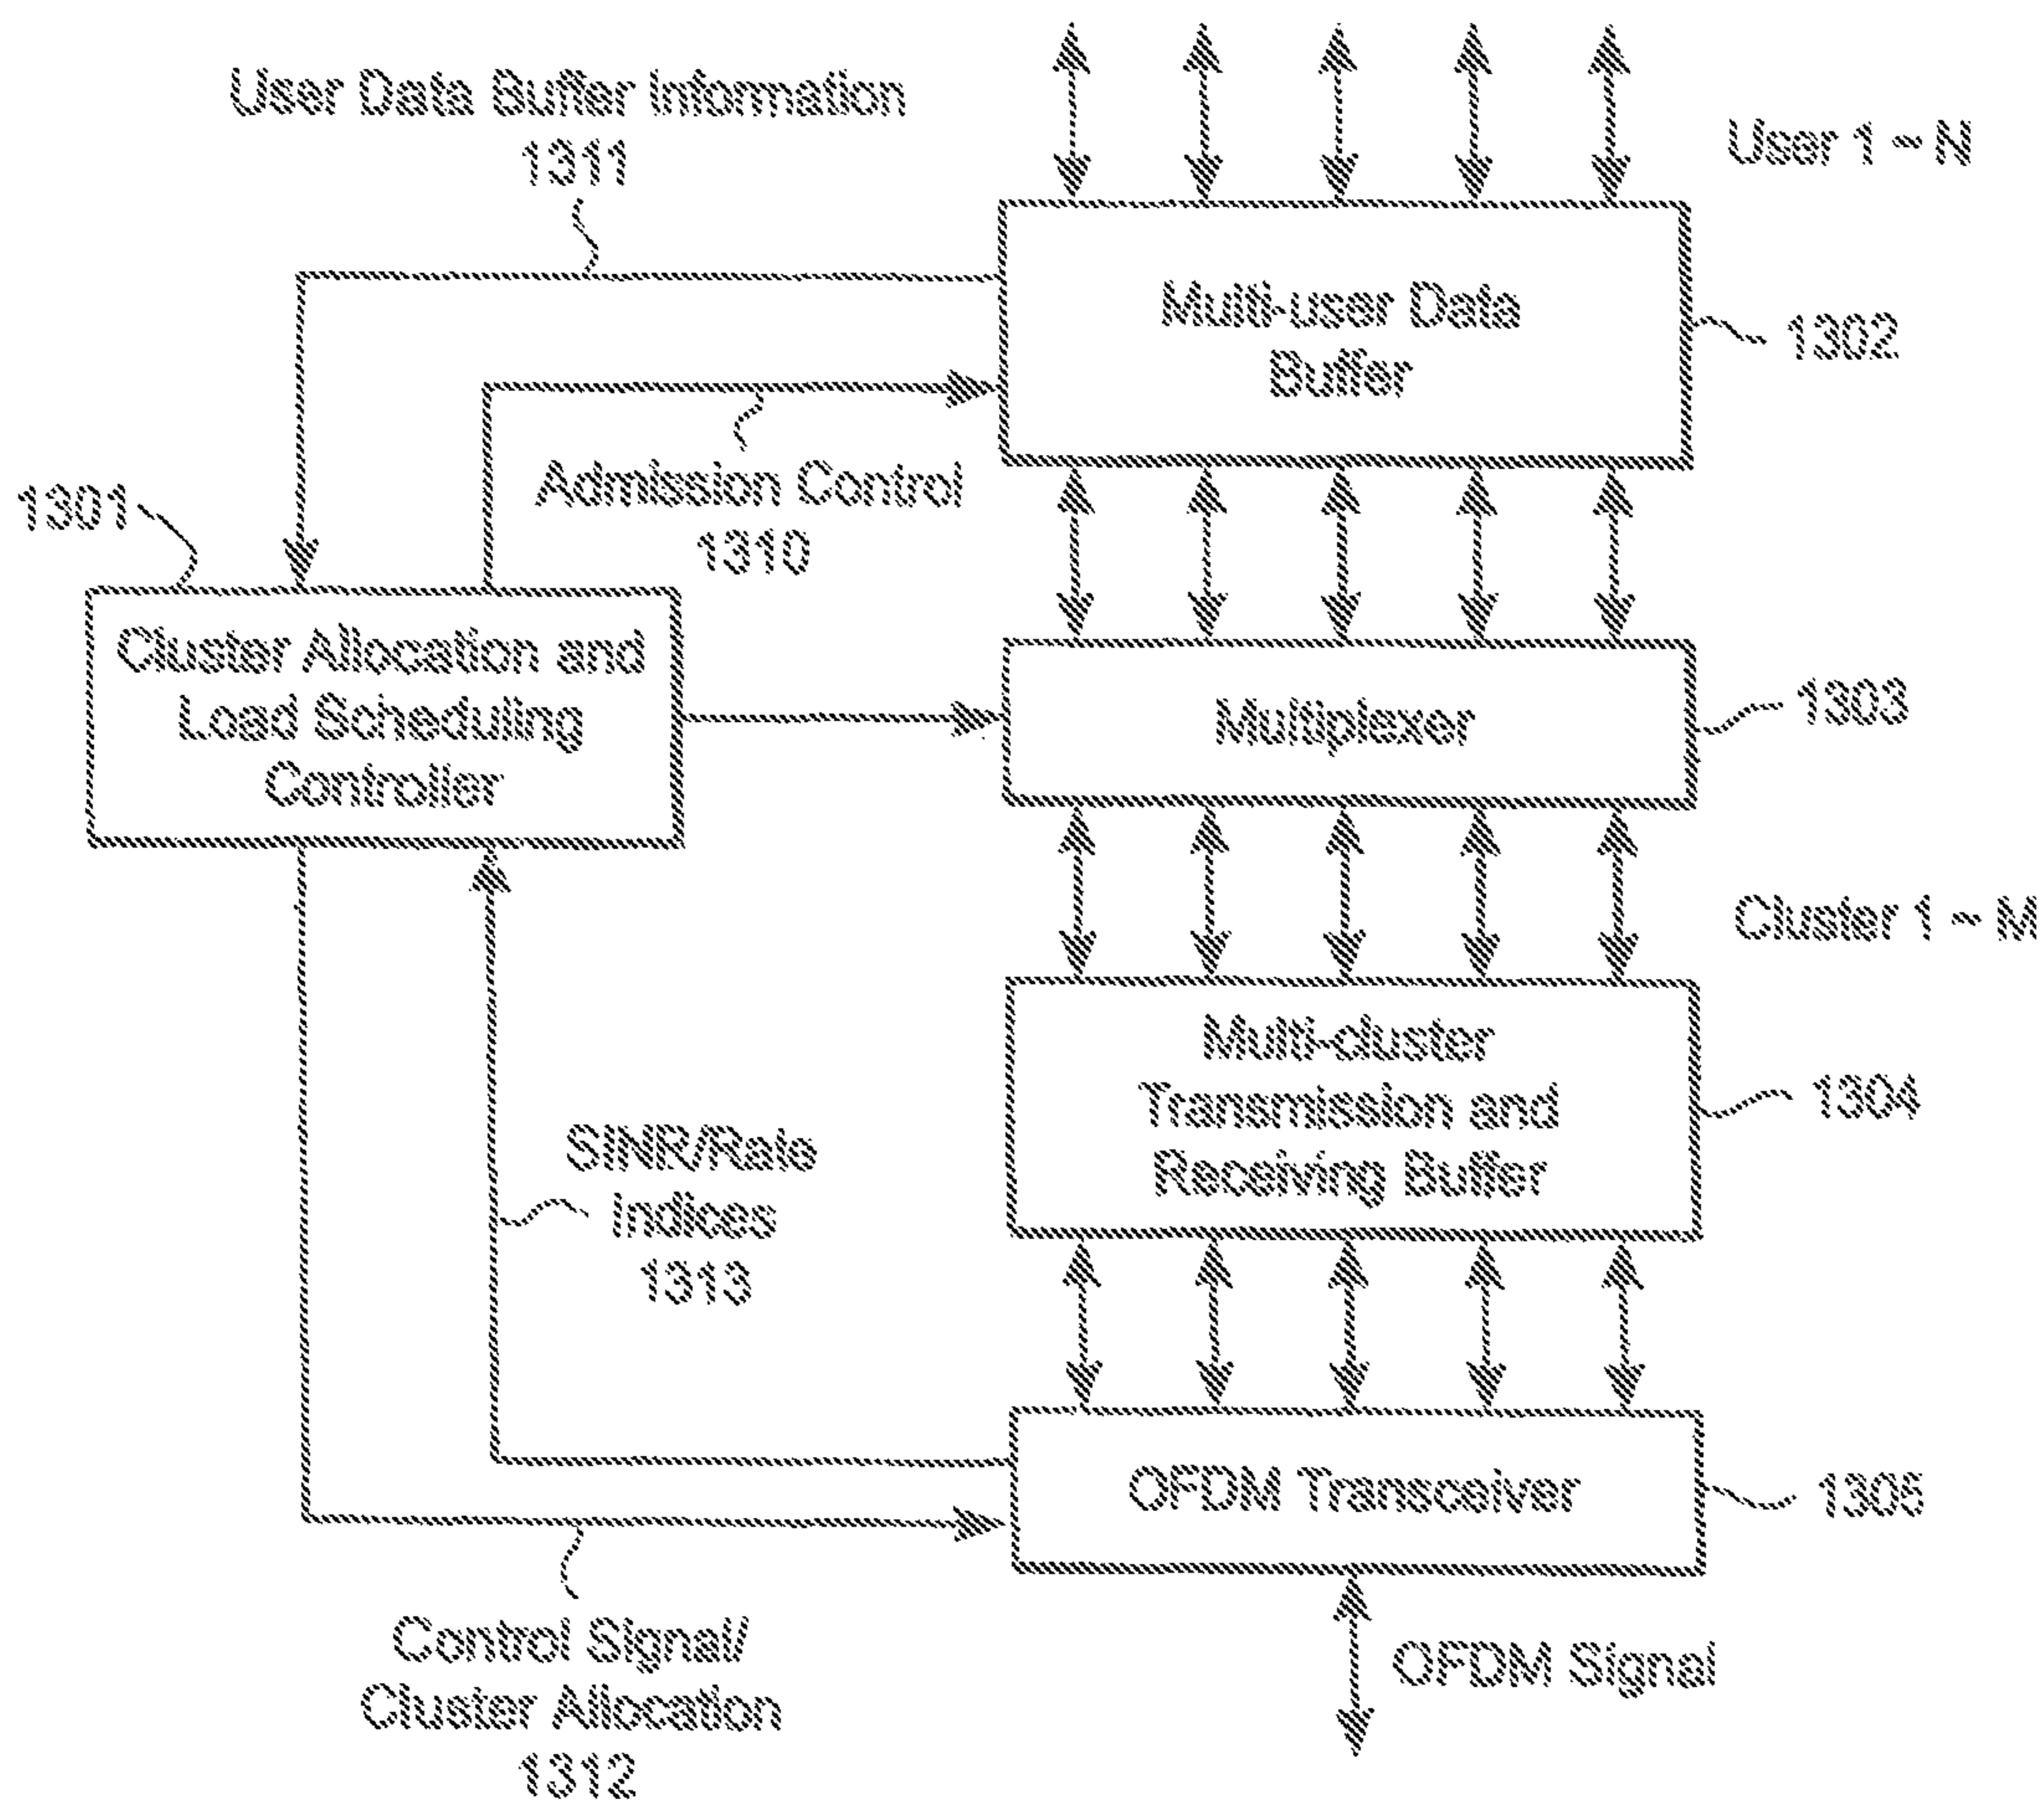 User Data Buffer Information
1311
User 1 ~ N
Multi-user Data
Buffer
1302
Admission Control
1310
1301
Cluster Allocation and
Load Scheduling
Controller
Multiplexer
1303
Cluster 1 ~ M
Multi-cluster
Transmission and
Receiving Buffer
1304
SINR/Rate
Indices
1313
OFDM Transceiver
1305
Control Signal/
Cluster Allocation
1312
OFDM Signal